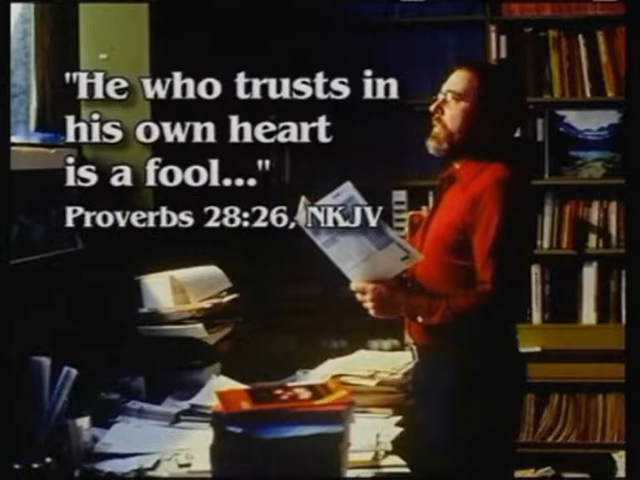 "He who trusts in
his own heart
is a fool..."
Proverbs 28:26, NKJV